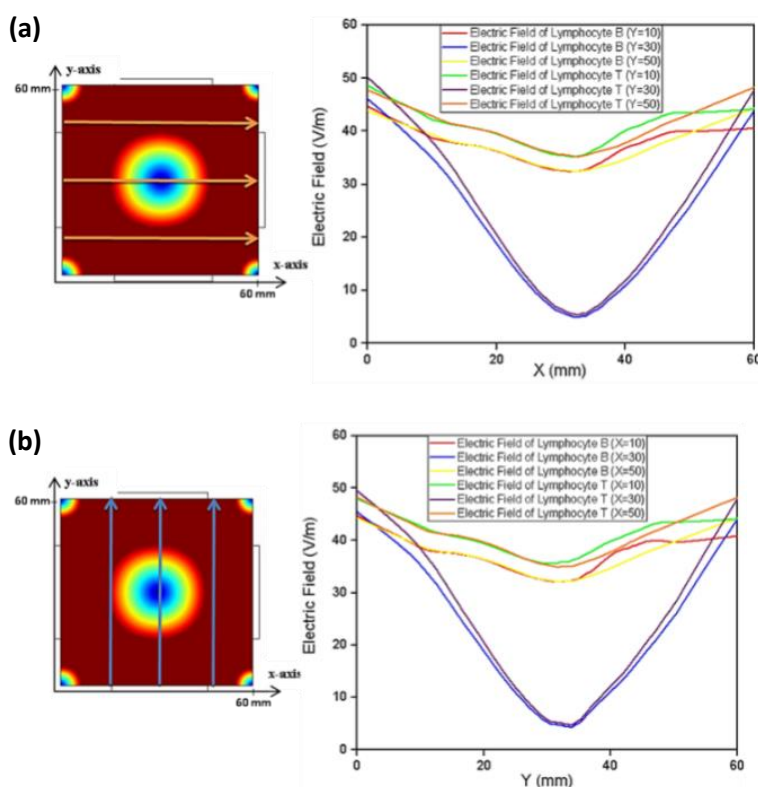 (a)
y-axis
60 mm
x-axis
60 mm
60
50
40
30
20
10
0
Electric Field (V/m)
Electric Field of Lymphocyte B (Y=10)
Electric Field of Lymphocyte B (Y=30)
Electric Field of Lymphocyte B (Y=50)
Electric Field of Lymphocyte T (Y=10)
Electric Field of Lymphocyte T (Y=30)
Electric Field of Lymphocyte T (Y=50)
0 20 40 60
X (mm)
(b)
y-axis
60 mm
x-axis
60 mm
60
50
40
30
20
10
0
Electric Field (V/m)
Electric Field of Lymphocyte B (X=10)
Electric Field of Lymphocyte B (X=30)
Electric Field of Lymphocyte B (X=50)
Electric Field of Lymphocyte T (X=10)
Electric Field of Lymphocyte T (X=30)
Electric Field of Lymphocyte T (X=50)
0 20 40 60
Y (mm)